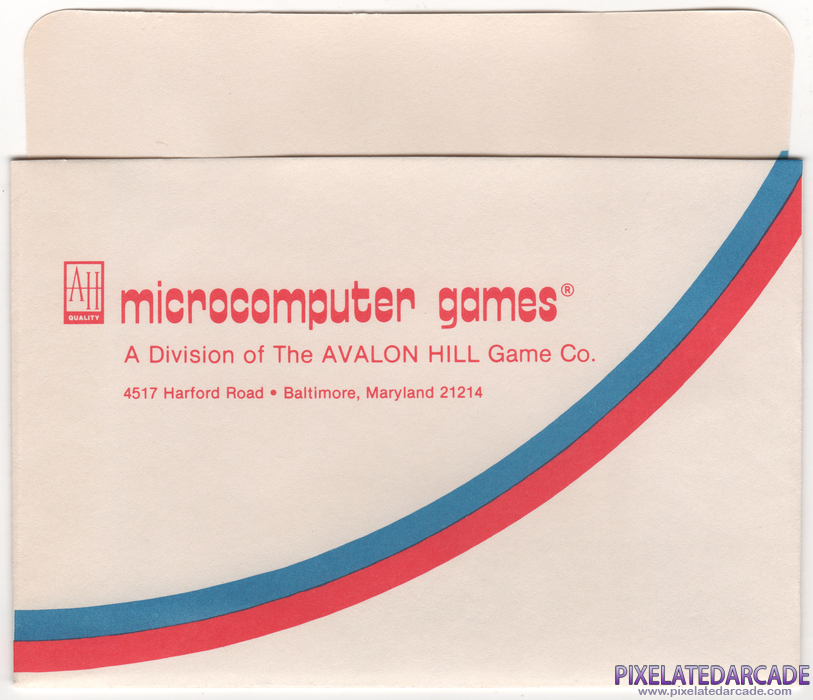 AH
QUALITY
microcomputer games®
A Division of The AVALON HILL Game Co.
4517 Harford Road • Baltimore, Maryland 21214
PIXELATEDARCADE
www.pixelatedarcade.com